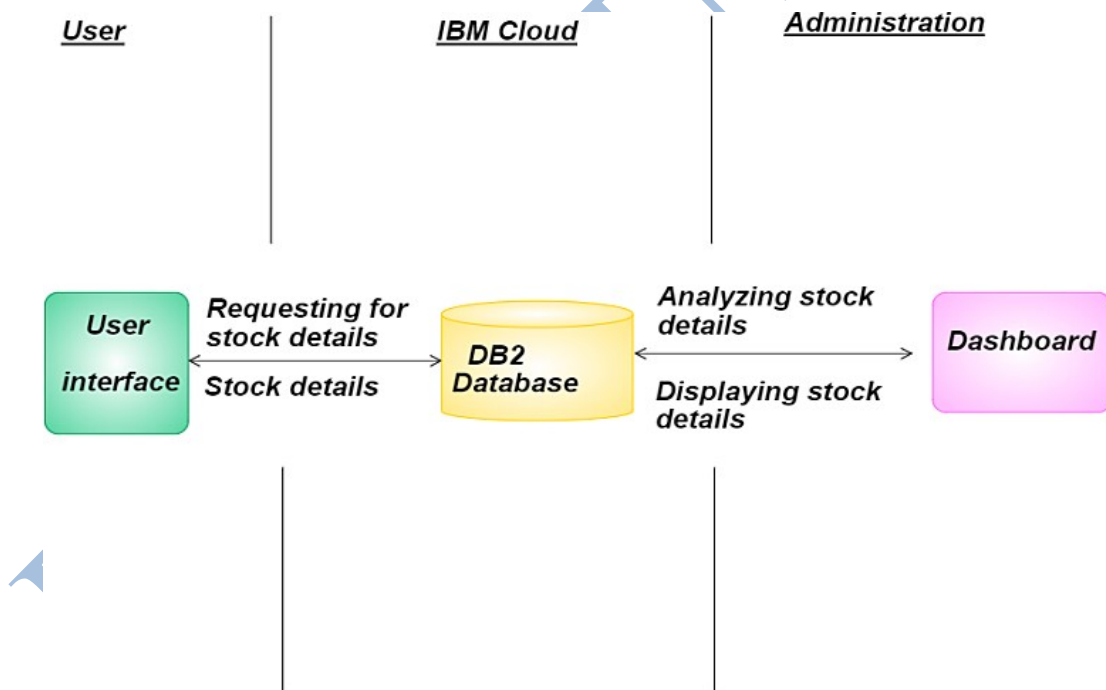 User
IBM Cloud
Administration
User
interface
Requesting for
stock details
Stock details
DB2
Database
Analyzing stock
details
Displaying stock
details
Dashboard